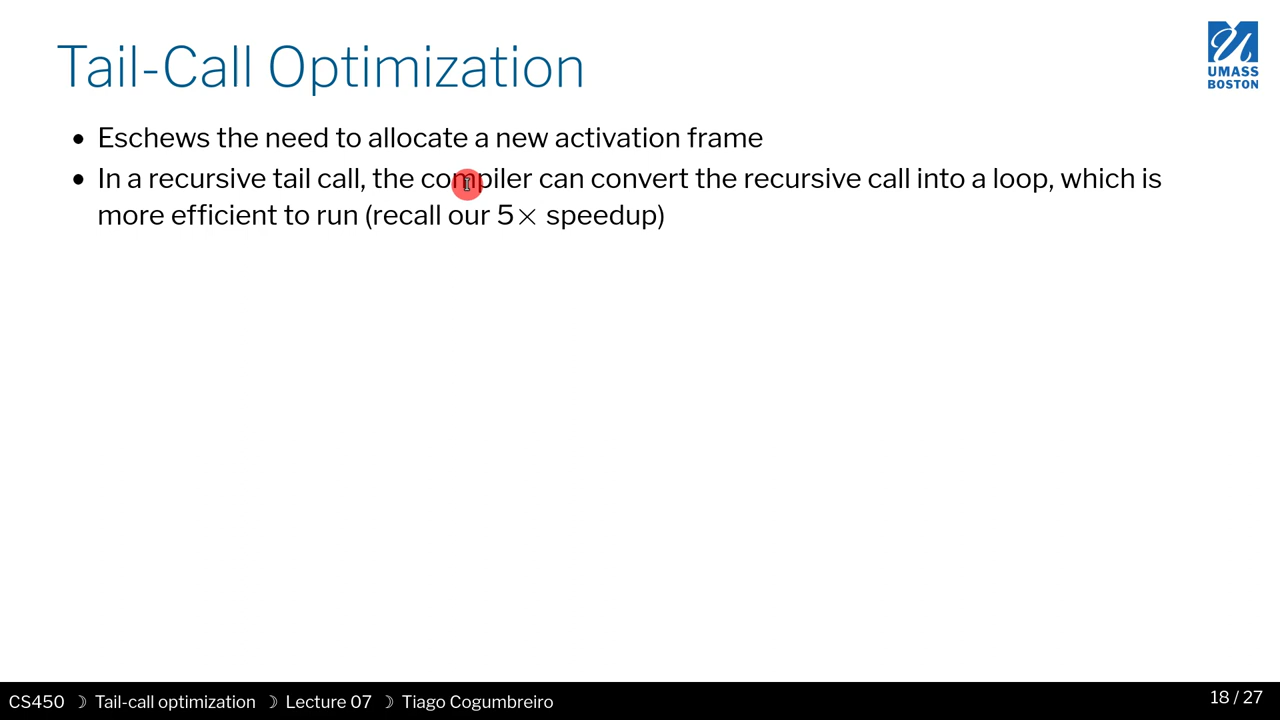 Tail-Call Optimization
UMASS
BOSTON
• Eschews the need to allocate a new activation frame
• In a recursive tail call, the compiler can convert the recursive call into a loop, which is
more efficient to run (recall our 5× speedup)
CS450 ☽ Tail-call optimization ☽ Lecture 07 ☽ Tiago Cogumbreiro
18 / 27